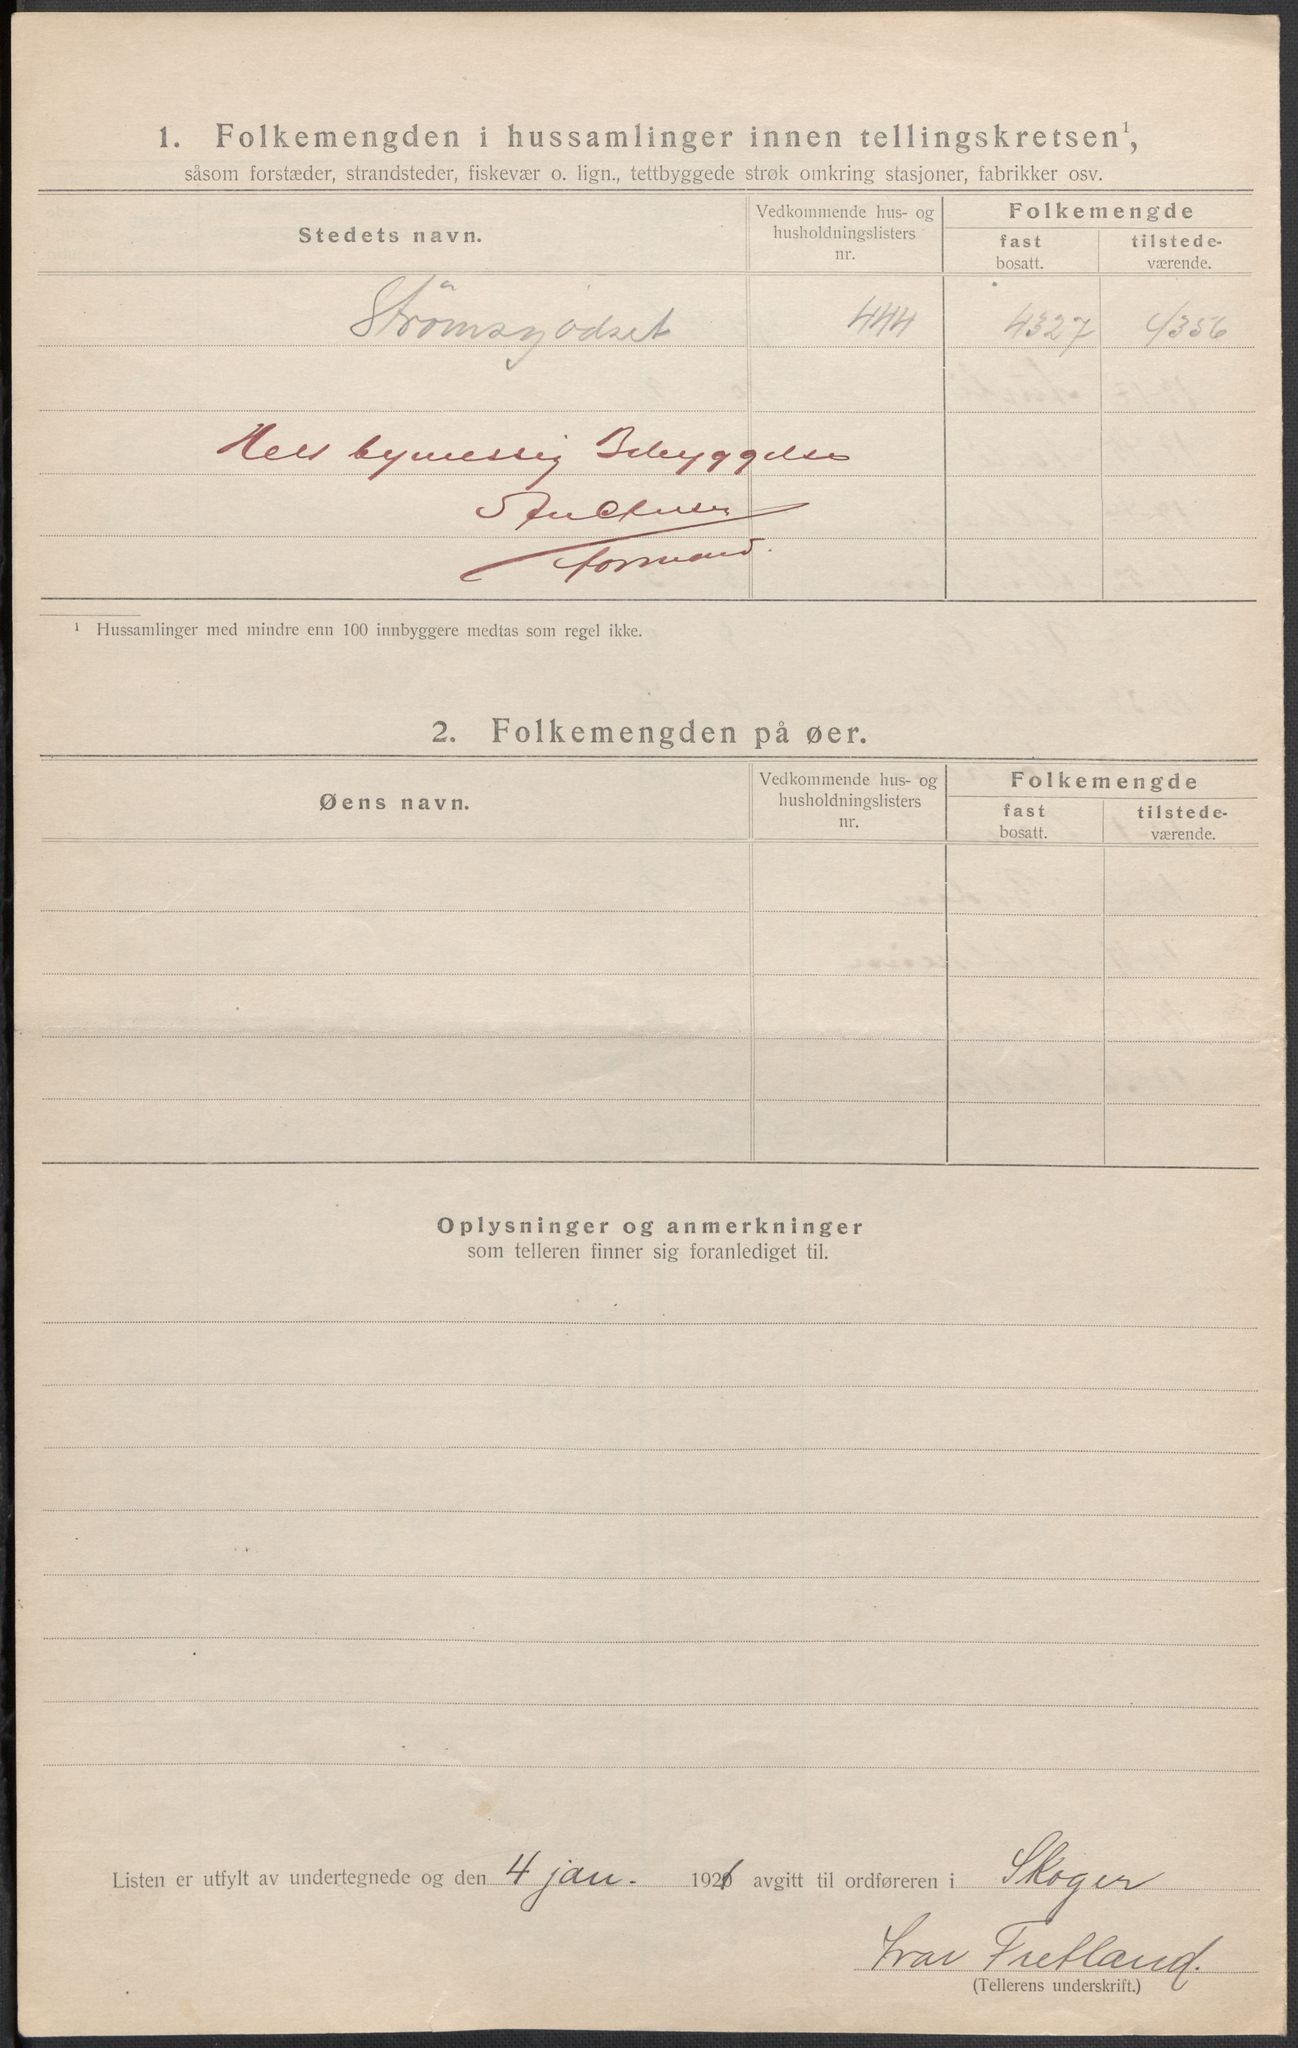 1. Folkemengden i hussamlinger innen tellingskretsen¹,
såsom forstæder, strandsteder, fiskevær o. lign., tettbyggede strøk omkring stasjoner, fabrikker osv.
Stedets navn.
Vedkommende hus- og husholdningslisters nr.
Folkemengde
fast bosatt.
tilstede-værende.
Strömsgodset 444 4327 4356
Helt bymessig Bebyggelse
formand.
¹ Hussamlinger med mindre enn 100 innbyggere medtas som regel ikke.
2. Folkemengden på øer.
Øens navn.
Vedkommende hus- og husholdningslisters nr.
Folkemengde
fast bosatt.
tilstede-værende.
Oplysninger og anmerkninger
som telleren finner sig foranlediget til.
Listen er utfylt av undertegnede og den 4 jan. 1921 avgitt til ordføreren i Skoger
Ivar Fretland.
(Tellerens underskrift.)